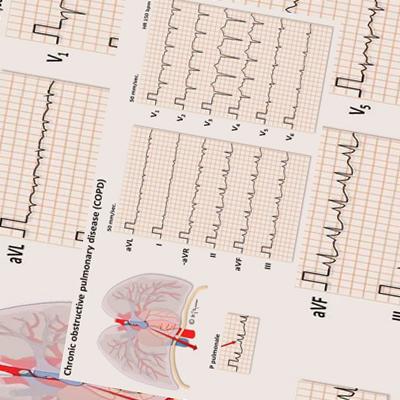 V1
V5
HR 150 bpm
50 mm/sec.
V1
V2
V3
V4
V5
V6
aVL
Chronic obstructive pulmonary disease (COPD)
50 mm/sec.
aVL
I
-aVR
II
aVF
III
aVF
III
P pulmonale